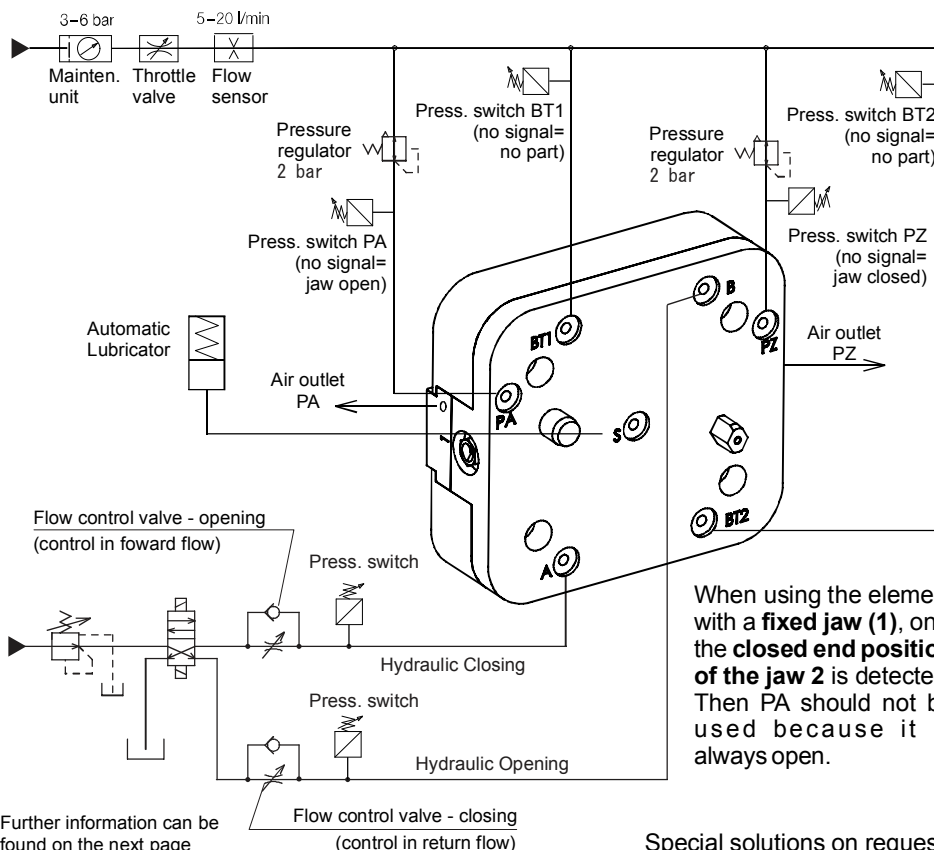 3–6 bar
5–20 l/min
Mainten.
unit
Throttle
valve
Flow
sensor
Press. switch BT1
(no signal=
no part)
Press. switch BT2
(no signal=
no part)
Pressure
regulator
2 bar
Pressure
regulator
2 bar
Press. switch PA
(no signal=
jaw open)
Press. switch PZ
(no signal=
jaw closed)
Automatic
Lubricator
Air outlet
PA
Air outlet
PZ
B
BT1
PZ
PA
S
1
BT2
A
Flow control valve - opening
(control in foward flow)
Press. switch
Hydraulic Closing
Press. switch
Hydraulic Opening
Flow control valve - closing
(control in return flow)
When using the eleme
with a fixed jaw (1), on
the closed end positio
of the jaw 2 is detecte
Then PA should not b
used because it
always open.
Further information can be
found on the next page
Special solutions on reques